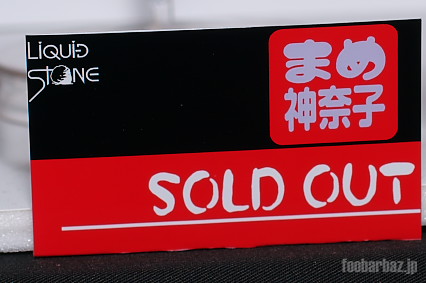 LIQUID
STONE
まめ
神奈子
SOLD OUT
foobarbaz.jp